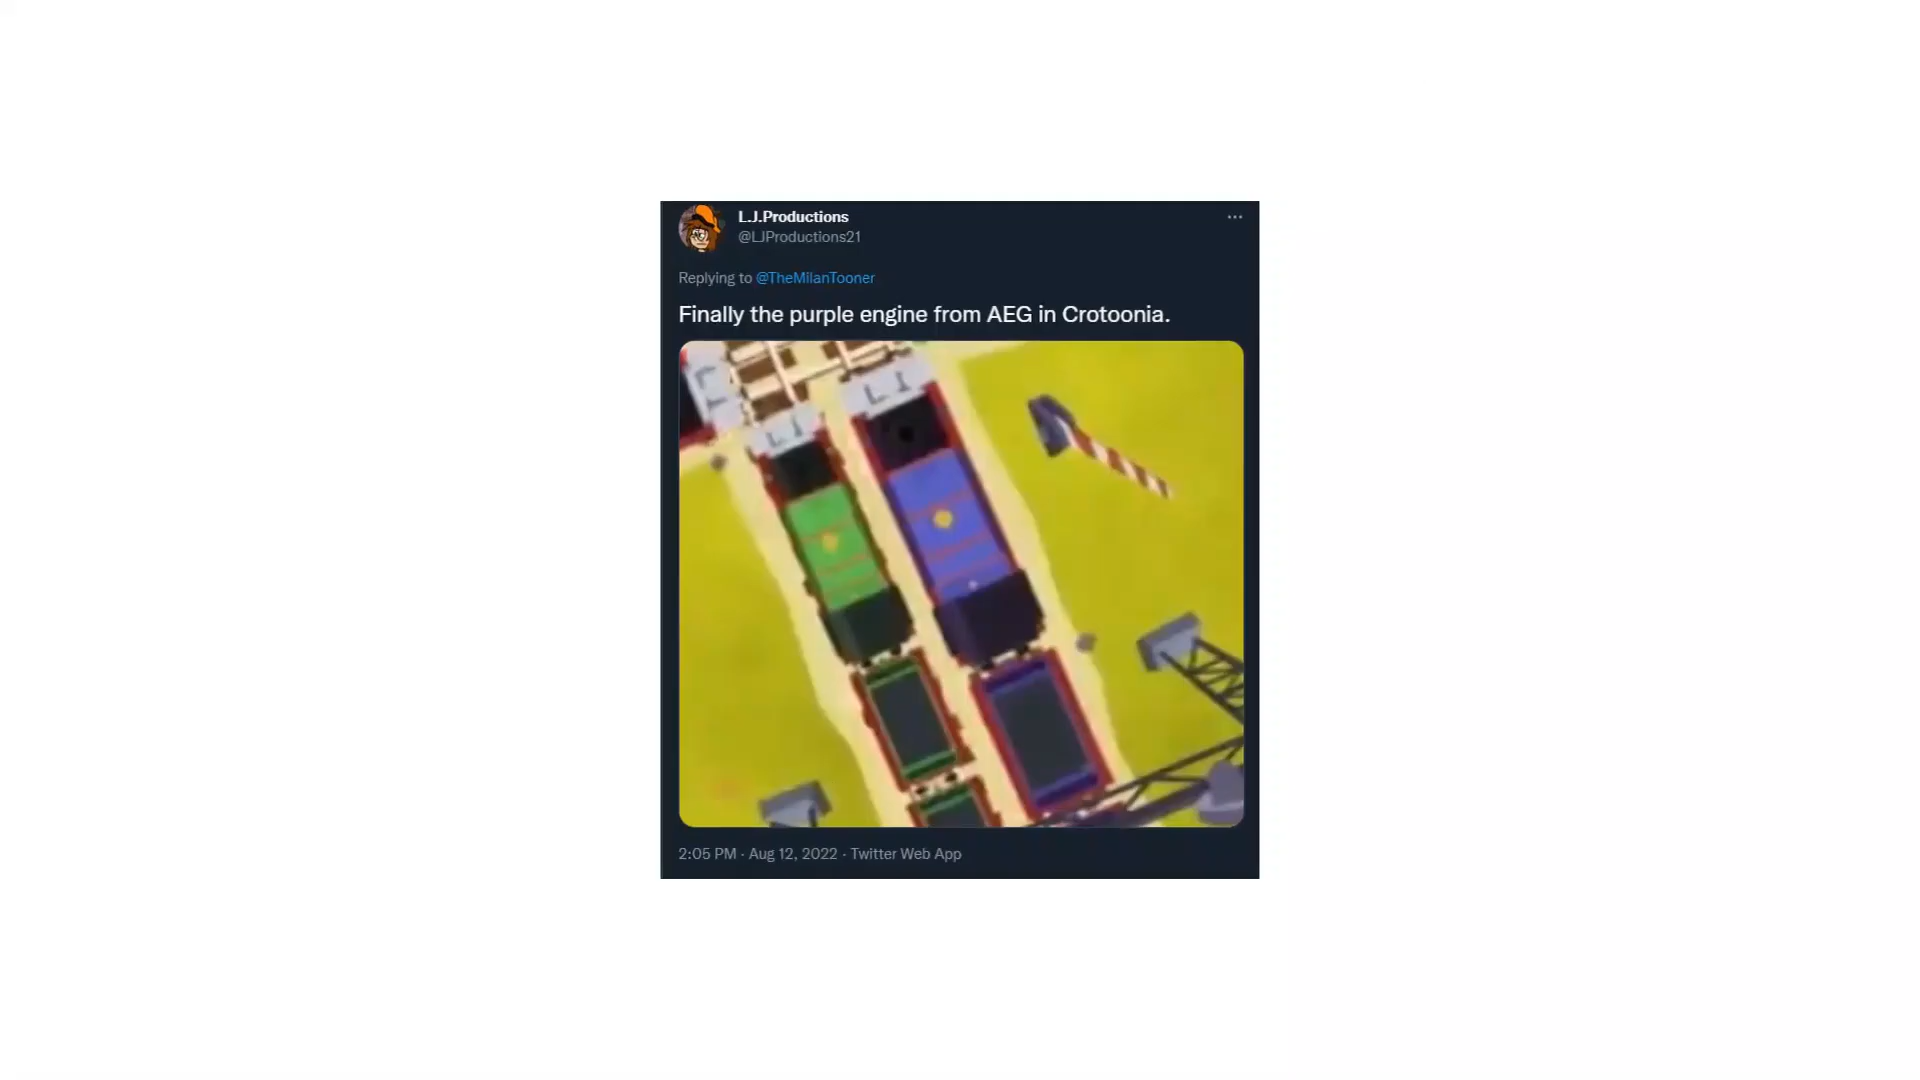 L.J.Productions
@LJProductions21
Replying to @TheMilanTooner
Finally the purple engine from AEG in Crotoonia.
2:05 PM · Aug 12, 2022 · Twitter Web App